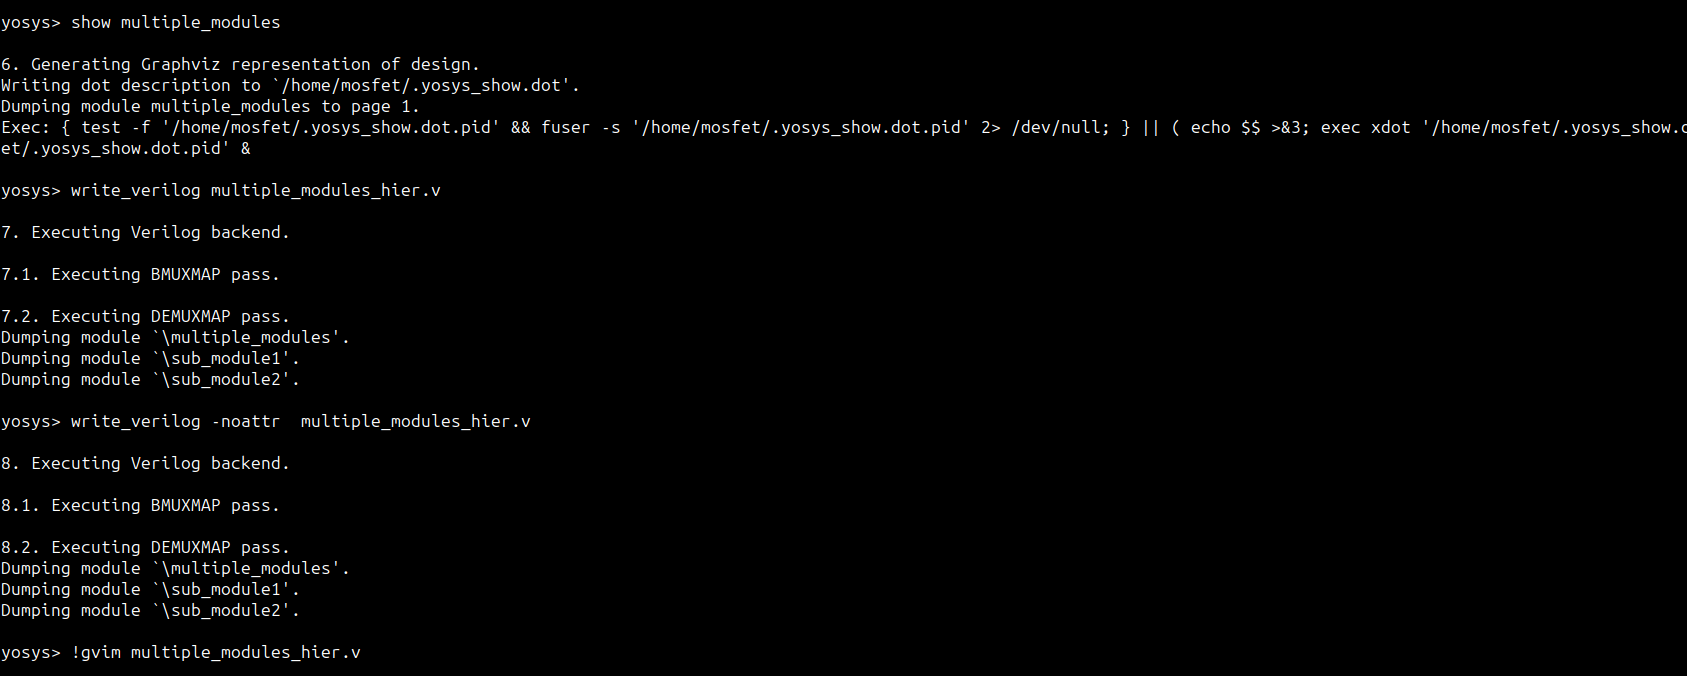 yosys> show multiple_modules
6. Generating Graphviz representation of design.
Writing dot description to `/home/mosfet/.yosys_show.dot'.
Dumping module multiple_modules to page 1.
Exec: { test -f '/home/mosfet/.yosys_show.dot.pid' && fuser -s '/home/mosfet/.yosys_show.dot.pid' 2> /dev/null; } || ( echo $$ >&3; exec xdot '/home/mosfet/.yosys_show.d
et/.yosys_show.dot.pid' &
yosys> write_verilog multiple_modules_hier.v
7. Executing Verilog backend.
7.1. Executing BMUXMAP pass.
7.2. Executing DEMUXMAP pass.
Dumping module `\multiple_modules'.
Dumping module `\sub_module1'.
Dumping module `\sub_module2'.
yosys> write_verilog -noattr  multiple_modules_hier.v
8. Executing Verilog backend.
8.1. Executing BMUXMAP pass.
8.2. Executing DEMUXMAP pass.
Dumping module `\multiple_modules'.
Dumping module `\sub_module1'.
Dumping module `\sub_module2'.
yosys> !gvim multiple_modules_hier.v